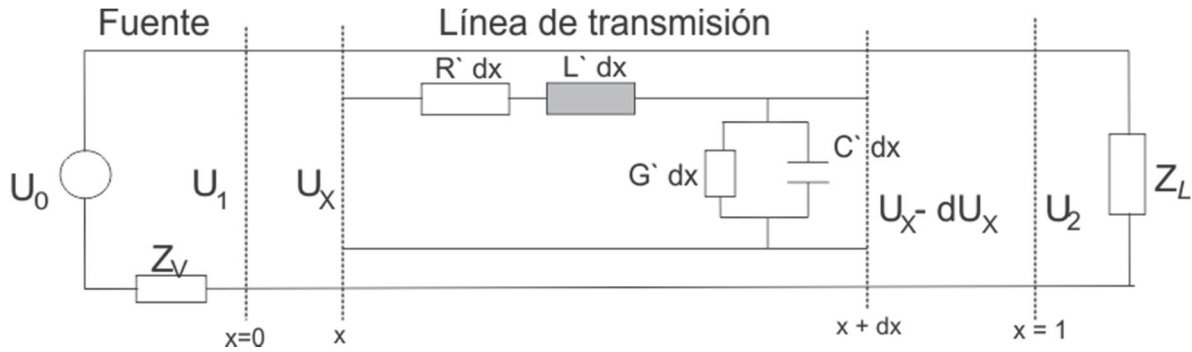 Fuente
Línea de transmisión
R` dx
L` dx
G` dx
C` dx
U0
U1
UX
UX- dUX
U2
ZL
ZV
x=0
x
x + dx
x = 1